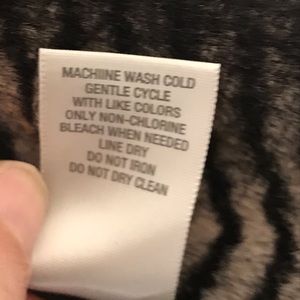 MACHIINE WASH COLD
GENTLE CYCLE
WITH LIKE COLORS
ONLY NON-CHLORINE
BLEACH WHEN NEEDED
LINE DRY
DO NOT IRON
DO NOT DRY CLEAN